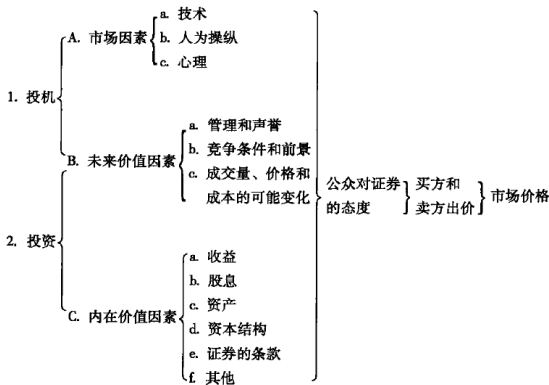 a. 技术
A. 市场因素
b. 人为操纵
c. 心理
1. 投机
a. 管理和声誉
b. 竞争条件和前景
B. 未来价值因素
c. 成交量、价格和
成本的可能变化
公众对证券
的态度
买方和
卖方出价
市场价格
2. 投资
a. 收益
b. 股息
c. 资产
C. 内在价值因素
d. 资本结构
e. 证券的条款
f. 其他